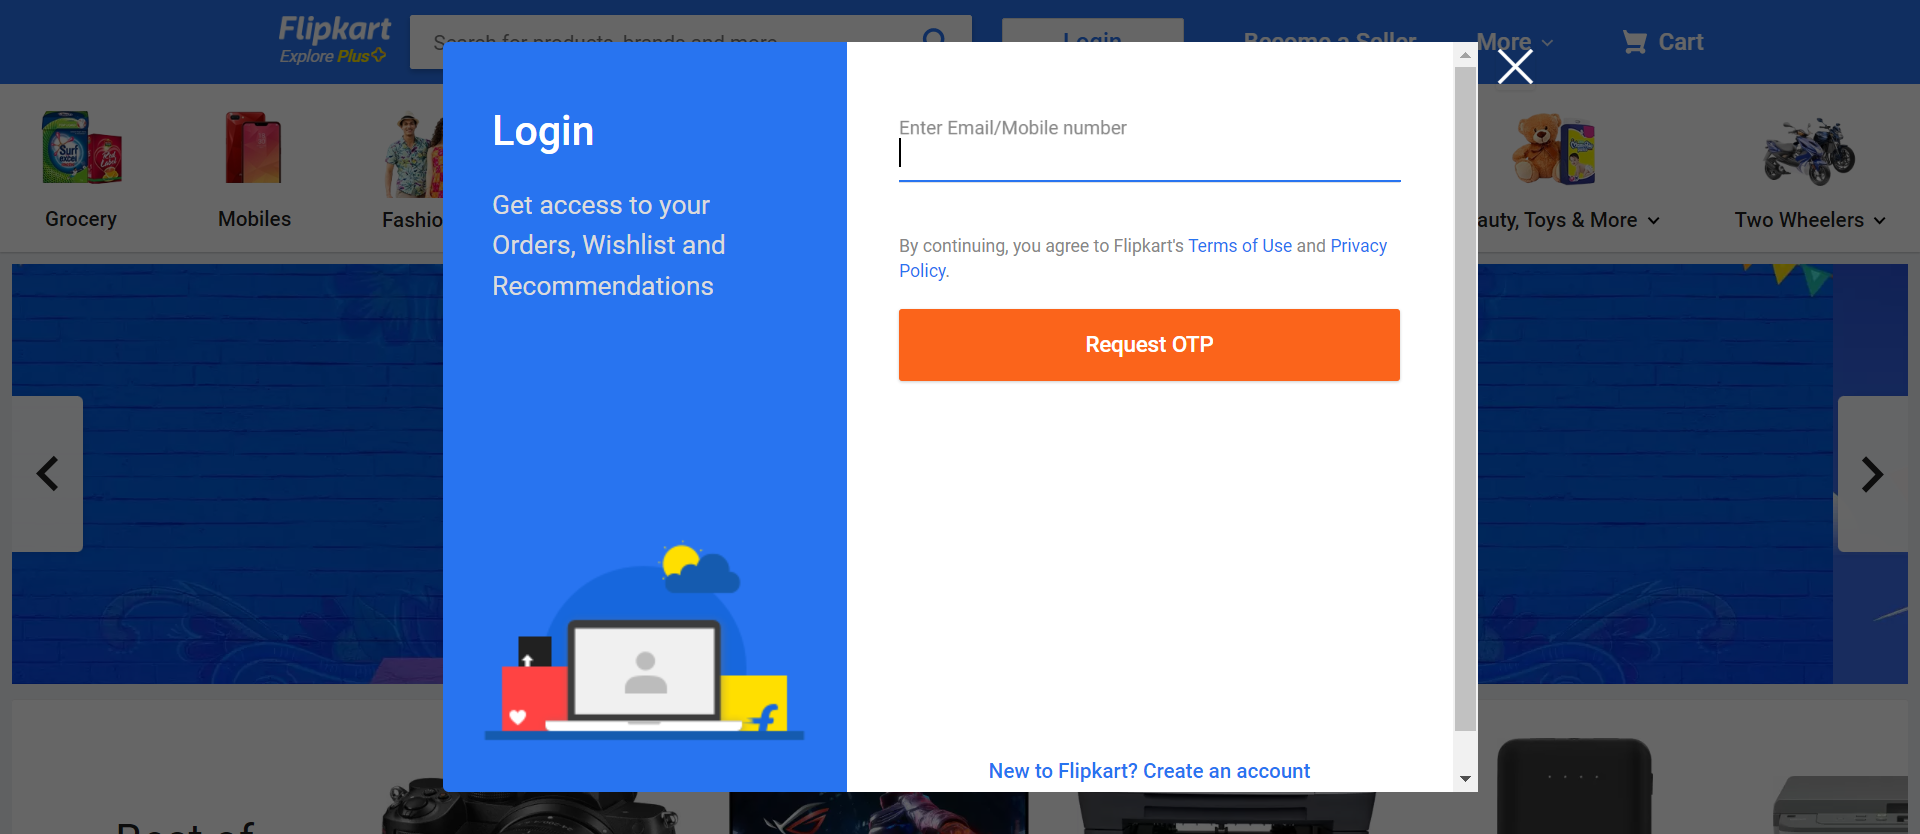 Flipkart
Explore Plus
Search for products, brands and more
Login
Become a Seller
More
Cart
Grocery
Mobiles
Fashio
auty, Toys & More
Two Wheelers
Login
Get access to your
Orders, Wishlist and
Recommendations
Enter Email/Mobile number
By continuing, you agree to Flipkart's Terms of Use and Privacy
Policy.
Request OTP
New to Flipkart? Create an account
Surf
excel
Best of